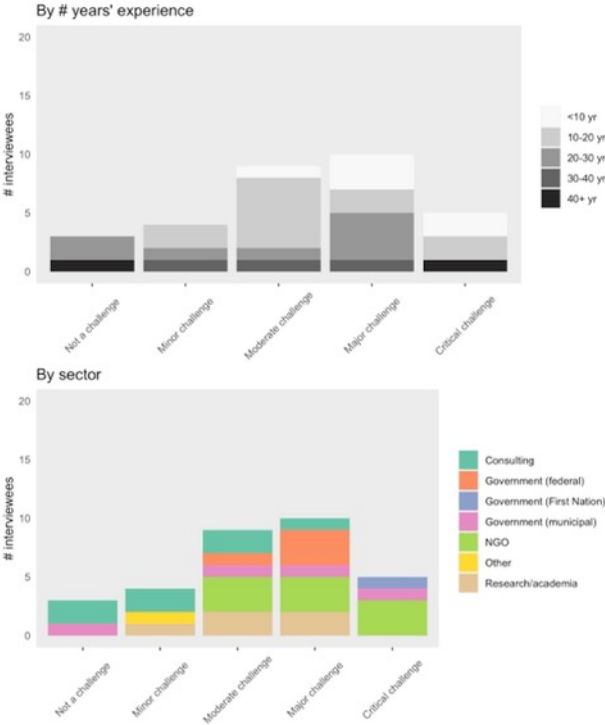 By # years' experience
# interviewees
20
15
10
5
0
Not a challenge
Minor challenge
Moderate challenge
Major challenge
Critical challenge
<10 yr
10-20 yr
20-30 yr
30-40 yr
40+ yr
By sector
# interviewees
20
15
10
5
0
Not a challenge
Minor challenge
Moderate challenge
Major challenge
Critical challenge
Consulting
Government (federal)
Government (First Nation)
Government (municipal)
NGO
Other
Research/academia